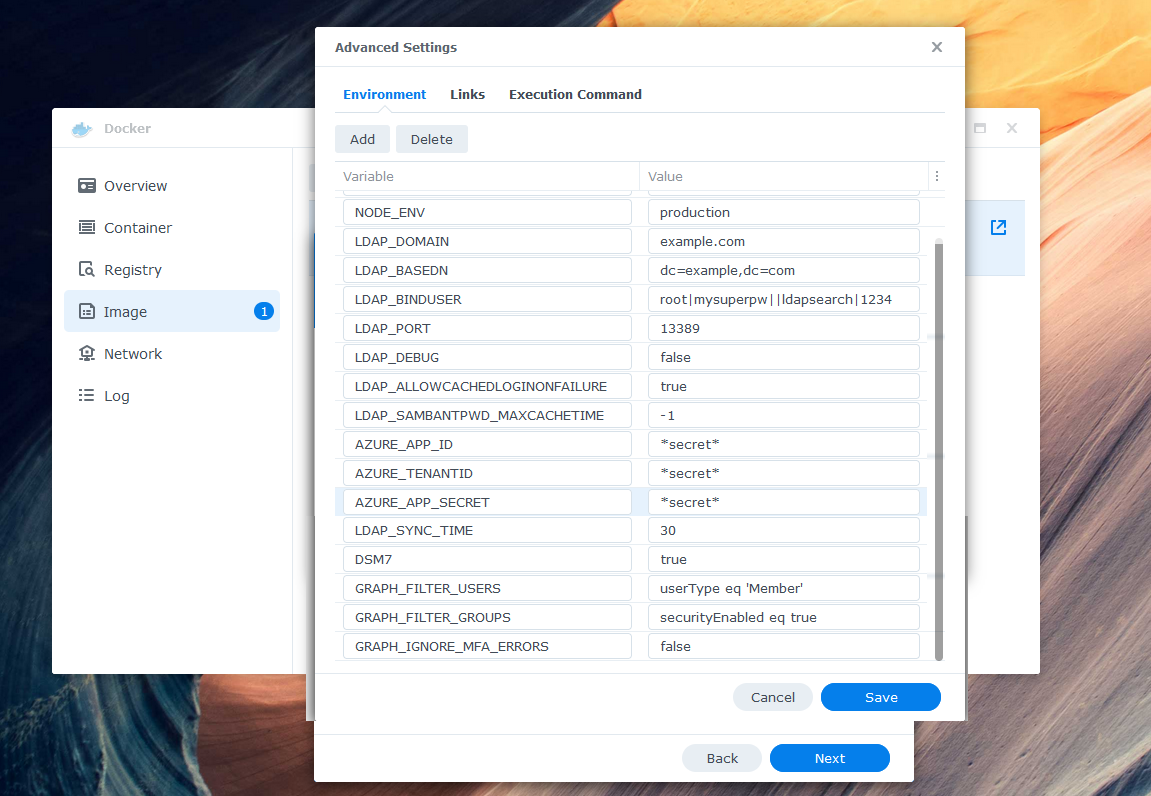 Advanced Settings
Environment Links Execution Command
Docker
Add Delete
Variable Value
Overview
Container
Registry
Image 1
Network
Log
NODE_ENV production
LDAP_DOMAIN example.com
LDAP_BASEDN dc=example,dc=com
LDAP_BINDUSER root|mysuperpw||ldapsearch|1234
LDAP_PORT 13389
LDAP_DEBUG false
LDAP_ALLOWCACHEDLOGINONFAILURE true
LDAP_SAMBANTPWD_MAXCACHETIME -1
AZURE_APP_ID *secret*
AZURE_TENANTID *secret*
AZURE_APP_SECRET *secret*
LDAP_SYNC_TIME 30
DSM7 true
GRAPH_FILTER_USERS userType eq 'Member'
GRAPH_FILTER_GROUPS securityEnabled eq true
GRAPH_IGNORE_MFA_ERRORS false
Cancel Save
Back Next